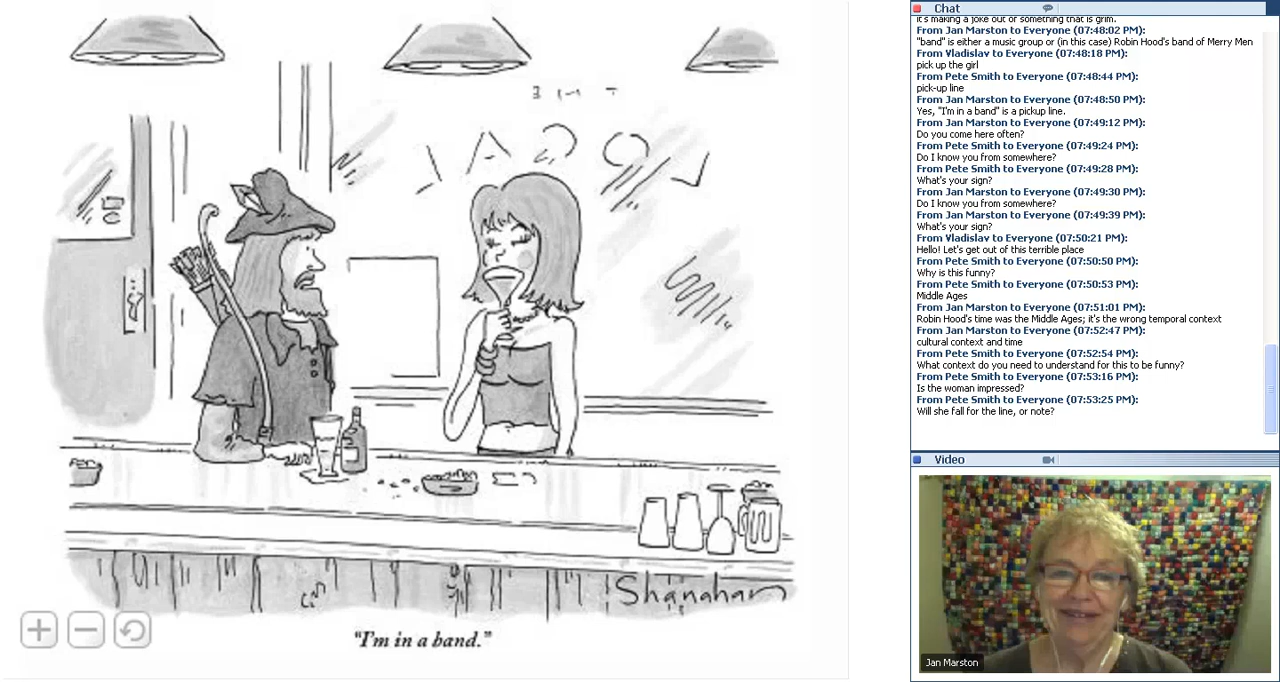 Shanahan
"I'm in a band."
Chat
it's making a joke out of something that is grim.
From Jan Marston to Everyone (07:48:02 PM):
"band" is either a music group or (in this case) Robin Hood's band of Merry Men
From Vladislav to Everyone (07:48:18 PM):
pick up the girl
From Pete Smith to Everyone (07:48:44 PM):
pick-up line
From Jan Marston to Everyone (07:48:50 PM):
Yes, "I'm in a band" is a pickup line.
From Jan Marston to Everyone (07:49:12 PM):
Do you come here often?
From Jan Marston to Everyone (07:49:24 PM):
Do I know you from somewhere?
From Pete Smith to Everyone (07:49:28 PM):
What's your sign?
From Jan Marston to Everyone (07:49:30 PM):
Do I know you from somewhere?
From Jan Marston to Everyone (07:49:39 PM):
What's your sign?
From Vladislav to Everyone (07:50:21 PM):
Hello! Let's get out of this terrible place
From Pete Smith to Everyone (07:50:50 PM):
Why is this funny?
From Pete Smith to Everyone (07:50:53 PM):
Middle Ages
From Jan Marston to Everyone (07:51:01 PM):
Robin Hood's time was the Middle Ages; it's the wrong temporal context
From Jan Marston to Everyone (07:52:47 PM):
cultural context and time
From Pete Smith to Everyone (07:52:54 PM):
What context do you need to understand for this to be funny?
From Pete Smith to Everyone (07:53:16 PM):
Is the woman impressed?
From Pete Smith to Everyone (07:53:25 PM):
Will she fall for the line, or note?
Video
Jan Marston